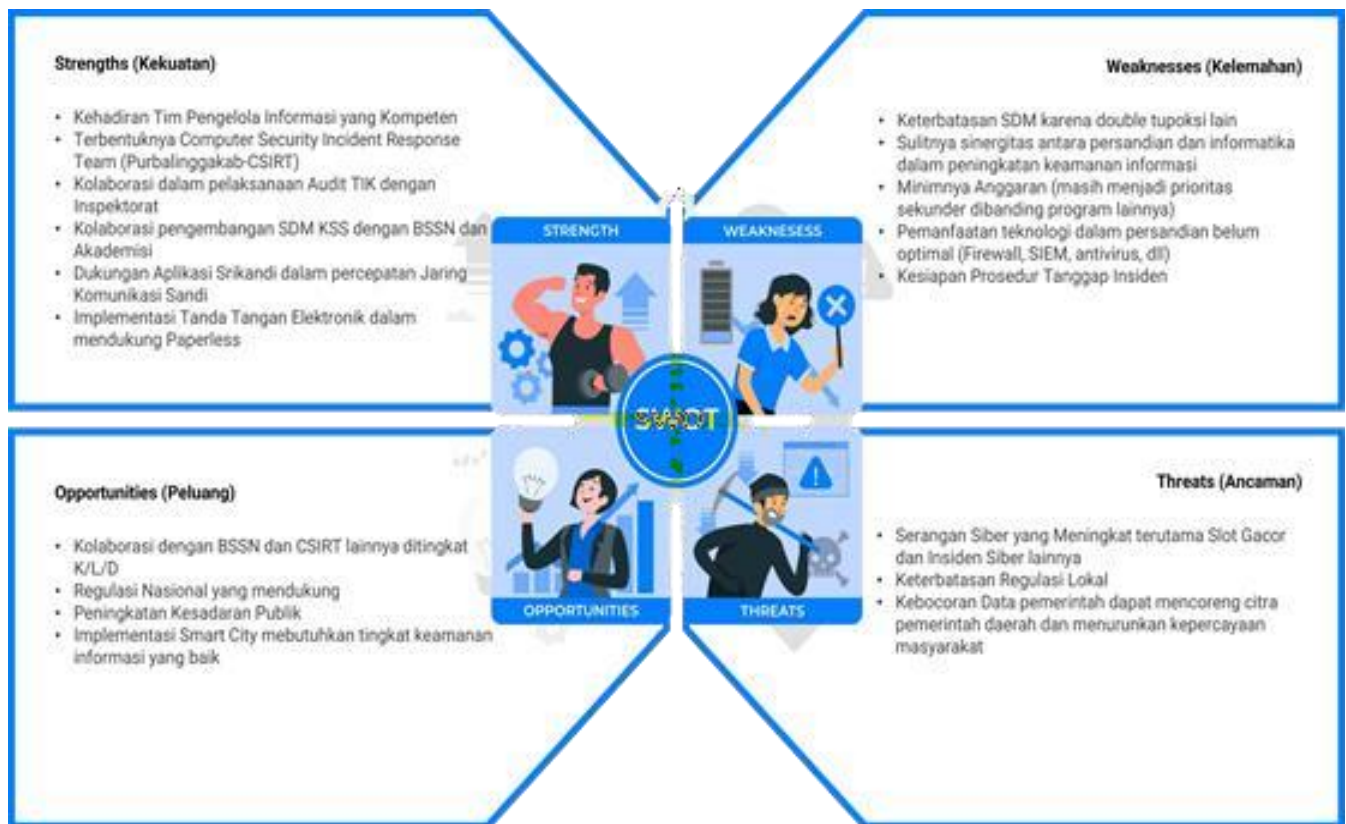 Strengths (Kekuatan)
• Kehadiran Tim Pengelola Informasi yang Kompeten
• Terbentuknya Computer Security Incident Response
Team (Purbalinggakab-CSIRT)
• Kolaborasi dalam pelaksanaan Audit TIK dengan
Inspektorat
• Kolaborasi pengembangan SDM KSS dengan BSSN dan
Akademisi
• Dukungan Aplikasi Srikandi dalam percepatan Jaring
Komunikasi Sandi
• Implementasi Tanda Tangan Elektronik dalam
mendukung Paperless
Weaknesses (Kelemahan)
• Keterbatasan SDM karena double tupoksi lain
• Sulitnya sinergitas antara persandian dan informatika
dalam peningkatan keamanan informasi
• Minimnya Anggaran (masih menjadi prioritas
sekunder dibanding program lainnya)
• Pemanfaatan teknologi dalam persandian belum
optimal (Firewall, SIEM, antivirus, dll)
• Kesiapan Prosedur Tanggap Insiden
STRENGTH
WEAKNESESS
SWOT
OPPORTUNITIES
THREATS
Opportunities (Peluang)
• Kolaborasi dengan BSSN dan CSIRT lainnya ditingkat
K/L/D
• Regulasi Nasional yang mendukung
• Peningkatan Kesadaran Publik
• Implementasi Smart City mebutuhkan tingkat keamanan
informasi yang baik
Threats (Ancaman)
• Serangan Siber yang Meningkat terutama Slot Gacor
dan Insiden Siber lainnya
• Keterbatasan Regulasi Lokal
• Kebocoran Data pemerintah dapat mencoreng citra
pemerintah daerah dan menurunkan kepercayaan
masyarakat